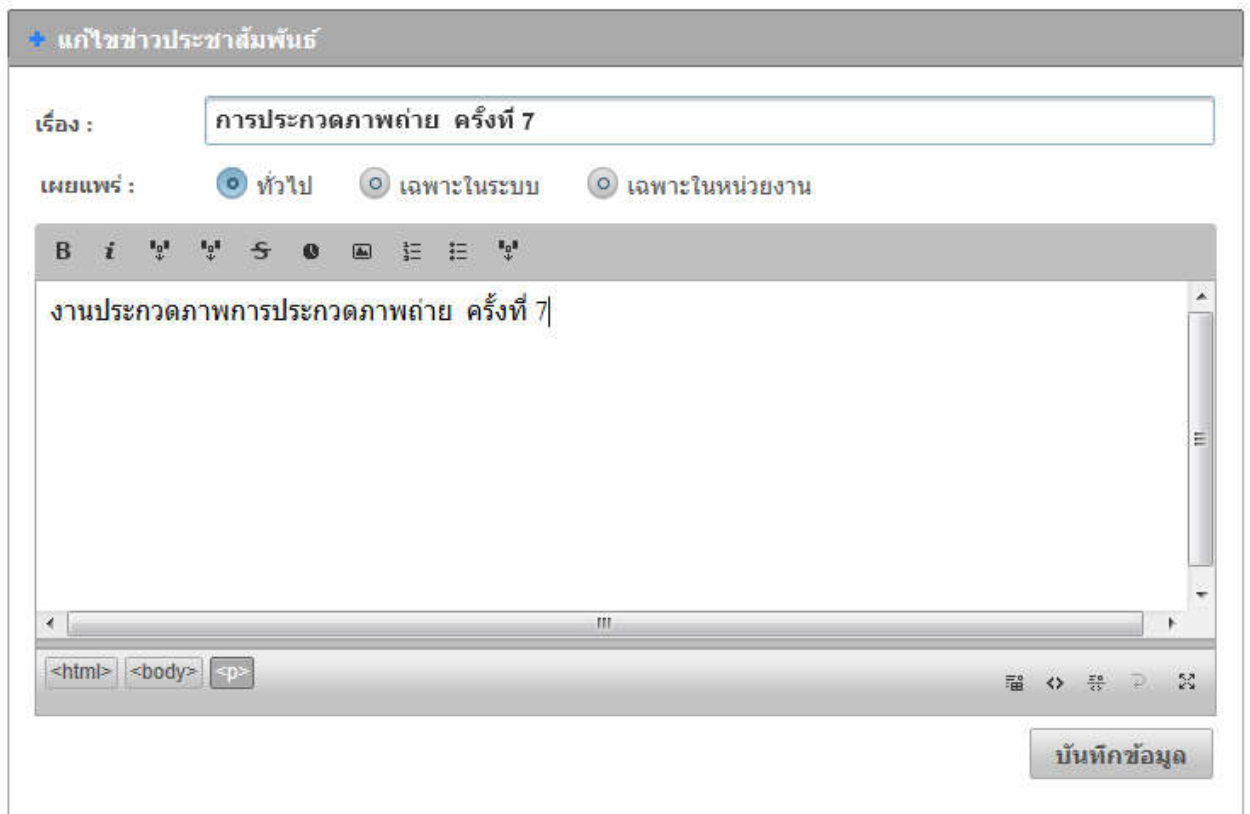 แก้ไขข่าวประชาสัมพันธ์
เรื่อง : การประกวดภาพถ่าย ครั้งที่ 7
เผยแพร่ : ทั่วไป เฉพาะในระบบ เฉพาะในหน่วยงาน
B i S
งานประกวดภาพการประกวดภาพถ่าย ครั้งที่ 7
<html> <body> <p>
บันทึกข้อมูล